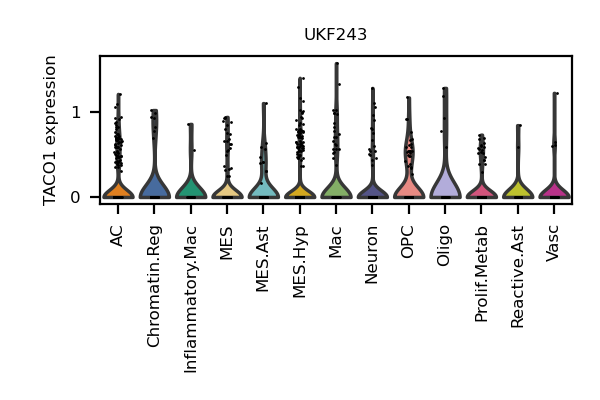 UKF243
TACO1 expression
1
0
AC
Chromatin.Reg
Inflammatory.Mac
MES
MES.Ast
MES.Hyp
Mac
Neuron
OPC
Oligo
Prolif.Metab
Reactive.Ast
Vasc